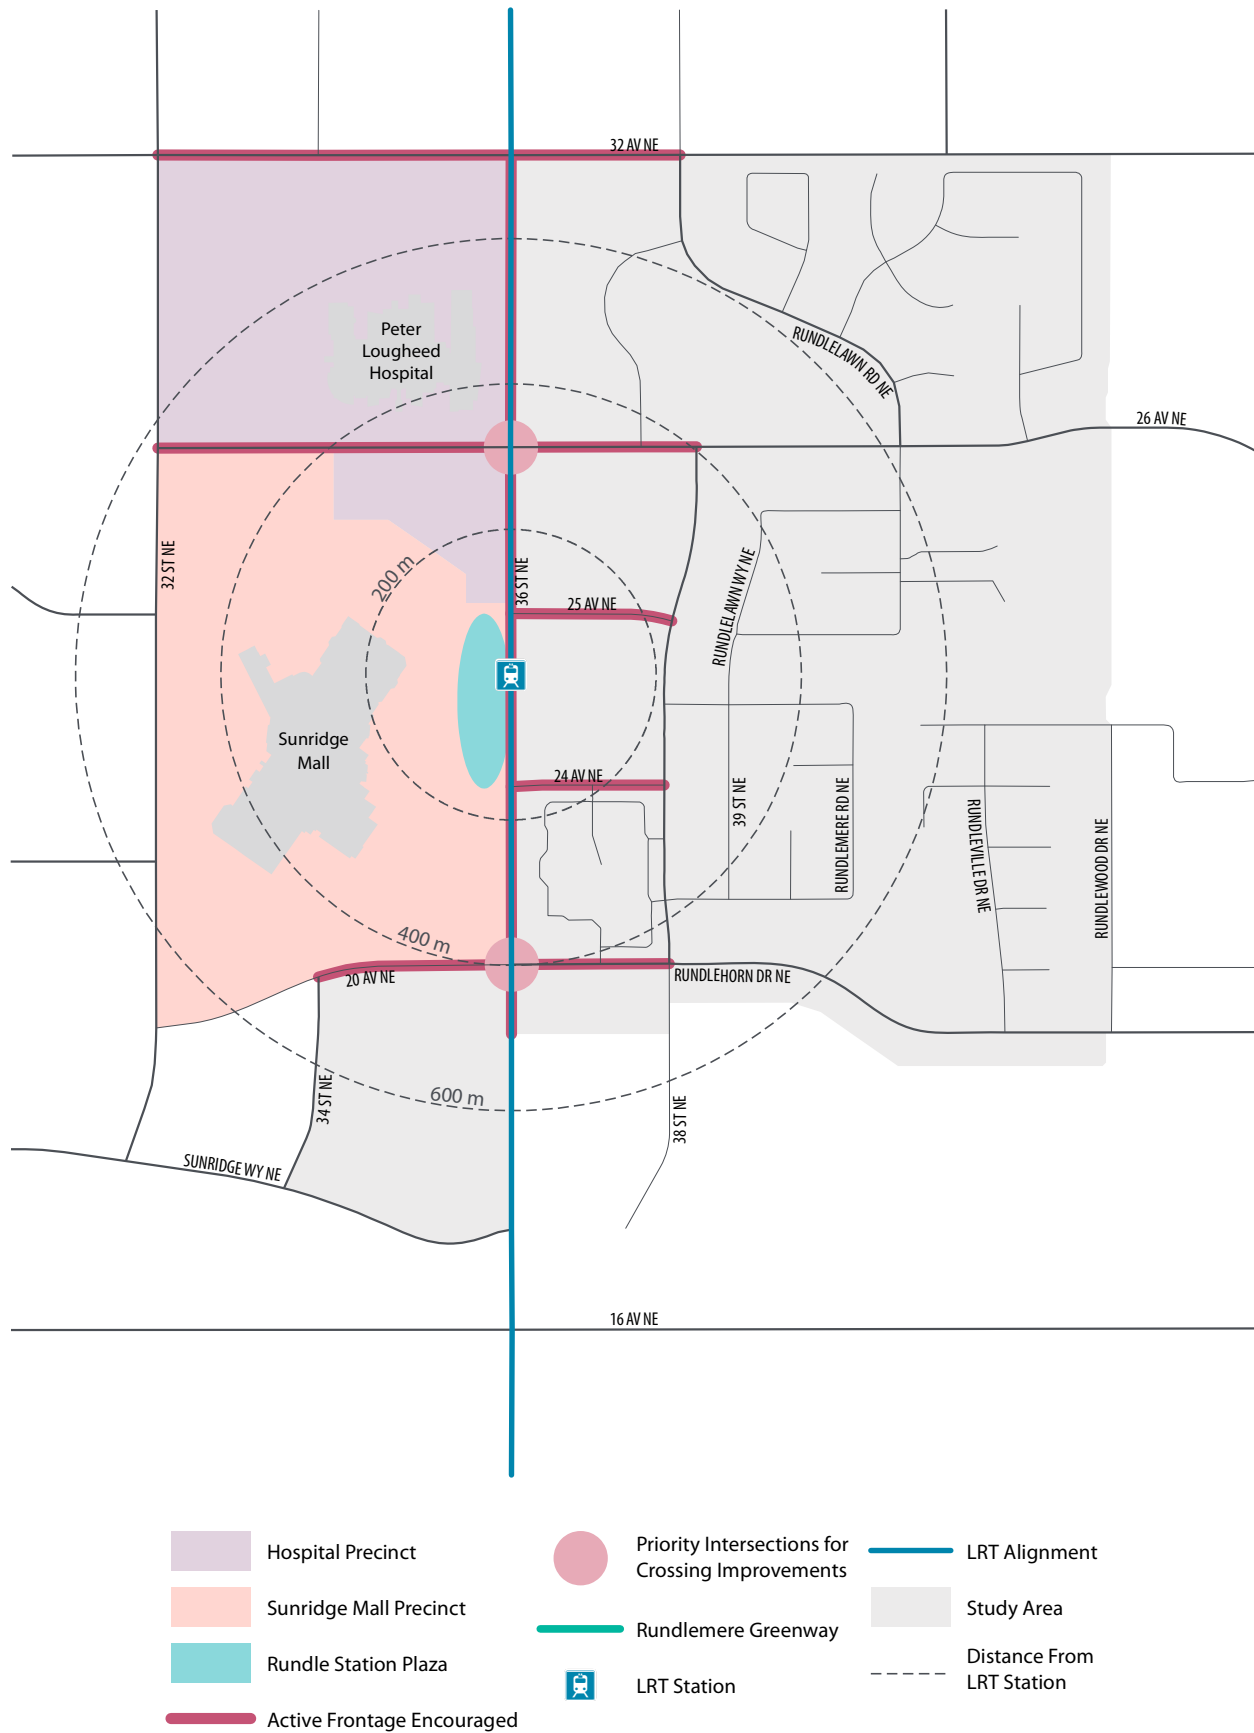 32 AV NE
Peter
Lougheed
Hospital
RUNDLELAWN RD NE
26 AV NE
32 ST NE
200 m
36 ST NE
25 AV NE
RUNDLELAWN WY NE
Sunridge
Mall
24 AV NE
39 ST NE
RUNDLEMERE RD NE
RUNDLEVILLE DR NE
RUNDLEWOOD DR NE
400 m
20 AV NE
RUNDLEHORN DR NE
600 m
34 ST NE
38 ST NE
SUNRIDGE WY NE
16 AV NE
Hospital Precinct
Sunridge Mall Precinct
Rundle Station Plaza
Active Frontage Encouraged
Priority Intersections for
Crossing Improvements
Rundlemere Greenway
LRT Station
LRT Alignment
Study Area
Distance From
LRT Station